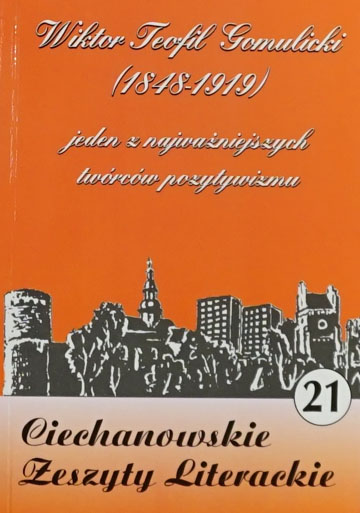 Wiktor Teofil Gomulicki
(1848-1919)
jeden z najważniejszych
twórców pozytywizmu
21
Ciechanowskie
Zeszyty Literackie